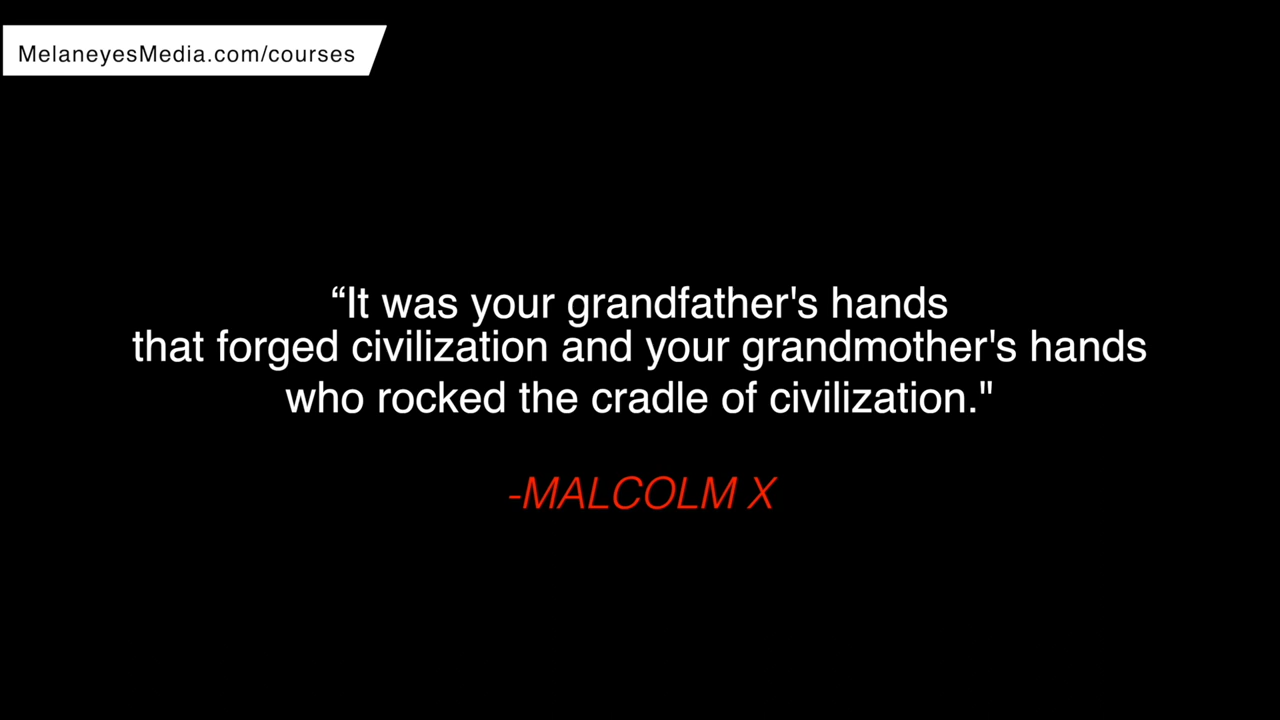 MelaneyesMedia.com/courses
“It was your grandfather's hands
that forged civilization and your grandmother's hands
who rocked the cradle of civilization."
-MALCOLM X